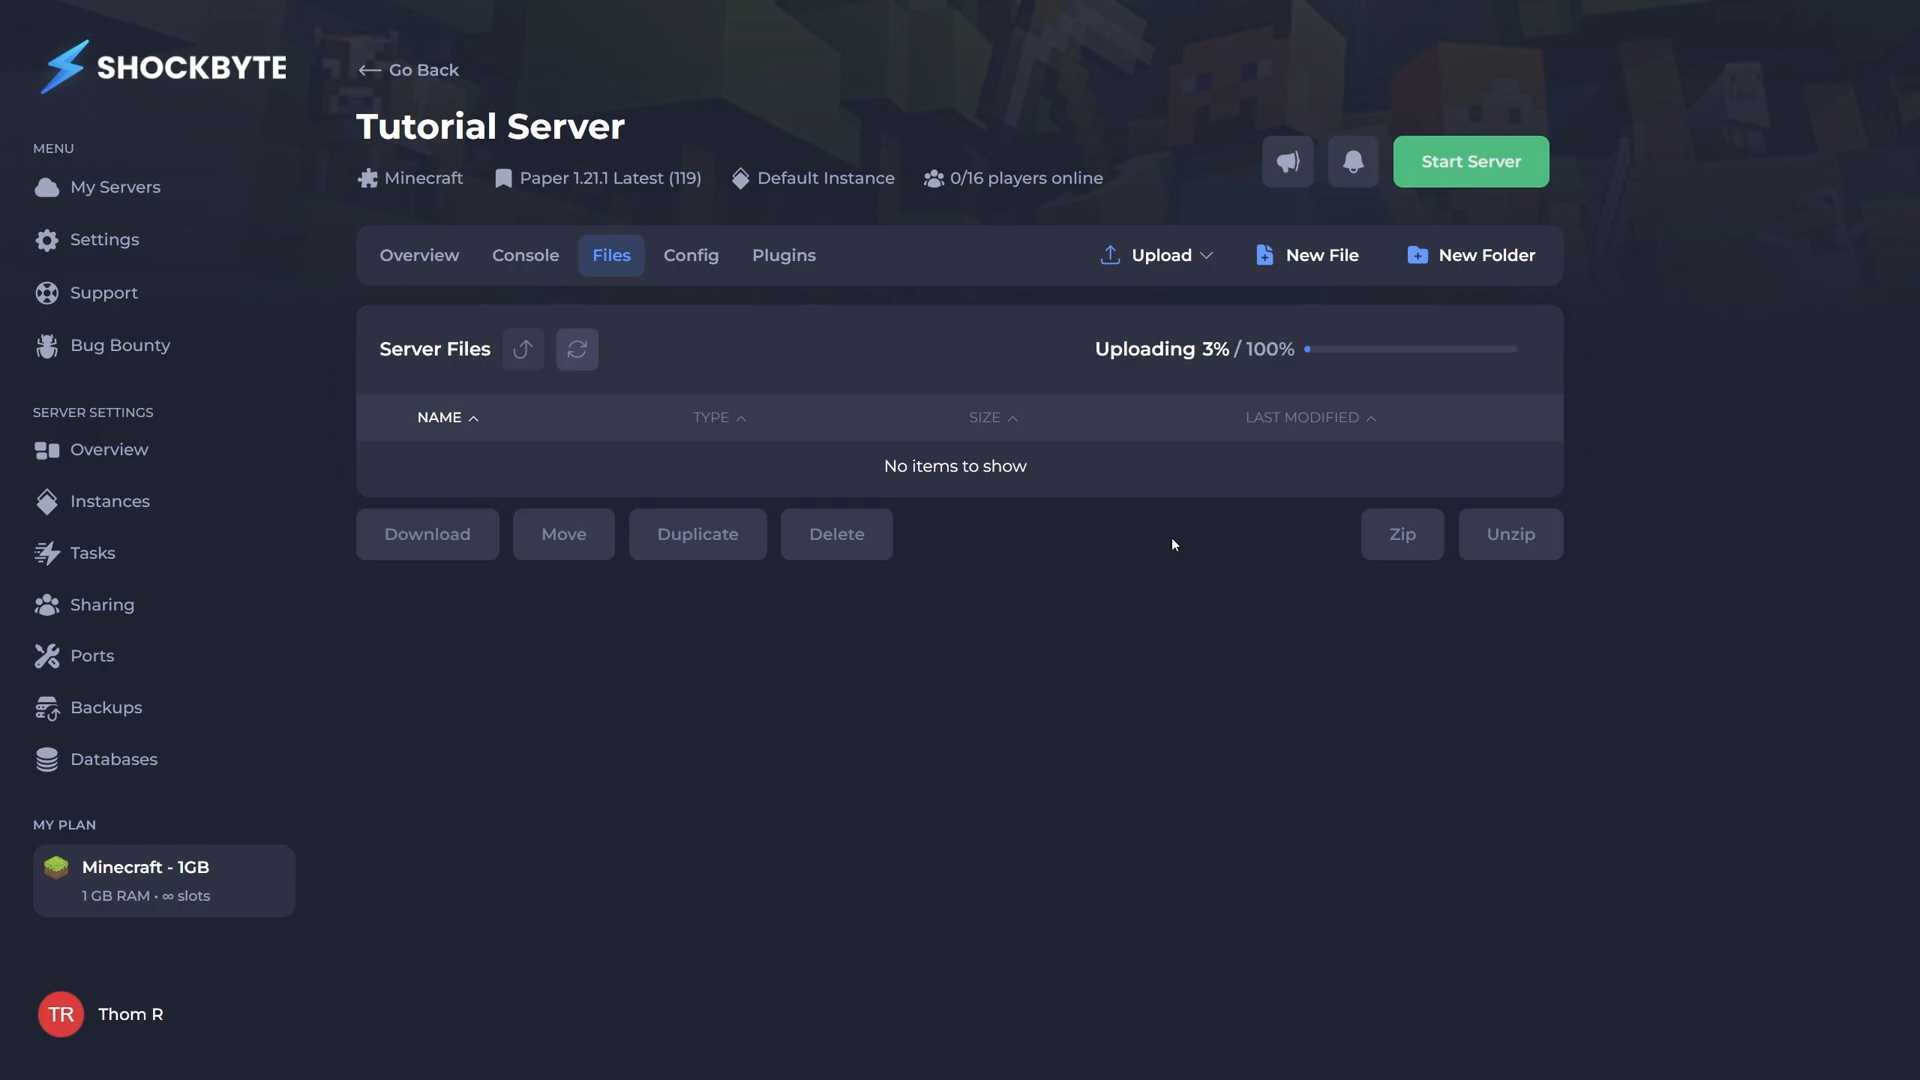 SHOCKBYTE
MENU
My Servers
Settings
Support
Bug Bounty
SERVER SETTINGS
Overview
Instances
Tasks
Sharing
Ports
Backups
Databases
MY PLAN
Minecraft - 1GB
1 GB RAM • ∞ slots
TR Thom R
Go Back
Tutorial Server
Minecraft Paper 1.21.1 Latest (119) Default Instance 0/16 players online
Start Server
Overview Console Files Config Plugins Upload New File New Folder
Server Files Uploading 3% / 100%
NAME TYPE SIZE LAST MODIFIED
No items to show
Download Move Duplicate Delete Zip Unzip